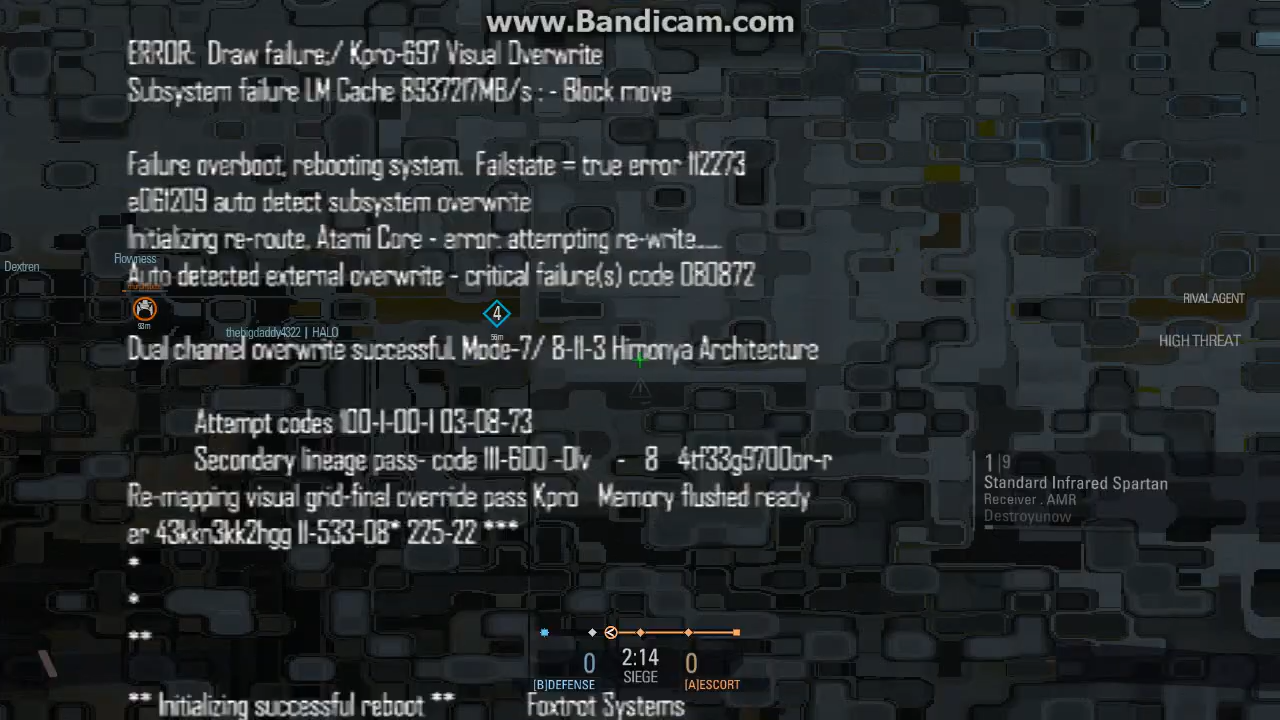 www.Bandicam.com
ERROR: Draw failure:/ Kpro-697 Visual Overwrite
Subsystem failure LM Cache 8937217MB/s : - Block move
Failure overboot, rebooting system. Failstate = true error 112273
e061209 auto detect subsystem overwrite
Initializing re-route, Atami Core - error: attempting re-write.....
Flowness
Dextren
Auto detected external overwrite - critical failure(s) code 080872
RIVAL AGENT
4
93m
thebigdaddy4322 | HALO
56m
HIGH THREAT
Dual channel overwrite successful. Mode-7/ 8-11-3 Himonya Architecture
Attempt codes 100-1-00-1 03-08-73
Secondary lineage pass- code 111-600 -Div - 8 4tf33g9700or-r
1|9
Standard Infrared Spartan
Receiver . AMR
Destroyunow
Re-mapping visual grid-final override pass Kpro Memory flushed ready
er 43kkn3kk2hgg 11-533-08* 225-22 ***
*
*
**
0 2:14 0
SIEGE
[B]DEFENSE [A]ESCORT
** Initializing successful reboot ** Foxtrot Systems